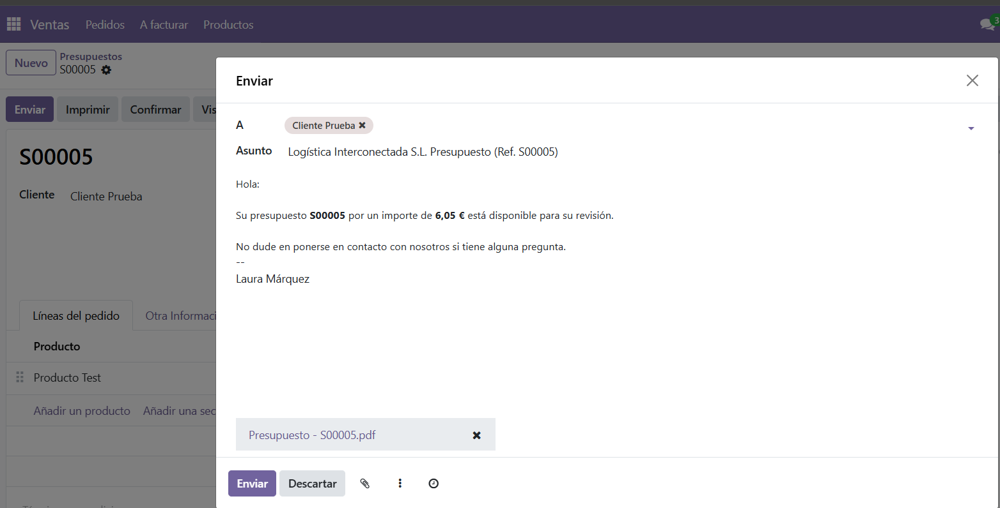 Ventas Pedidos A facturar Productos 3
Nuevo Presupuestos
S00005
Enviar Imprimir Confirmar Vis
S00005
Cliente Cliente Prueba
Líneas del pedido Otra Informaci
Producto
Producto Test
Añadir un producto Añadir una sec
Enviar
A Cliente Prueba
Asunto Logística Interconectada S.L. Presupuesto (Ref. S00005)
Hola:
Su presupuesto S00005 por un importe de 6,05 € está disponible para su revisión.
No dude en ponerse en contacto con nosotros si tiene alguna pregunta.
--
Laura Márquez
Presupuesto - S00005.pdf
Enviar Descartar